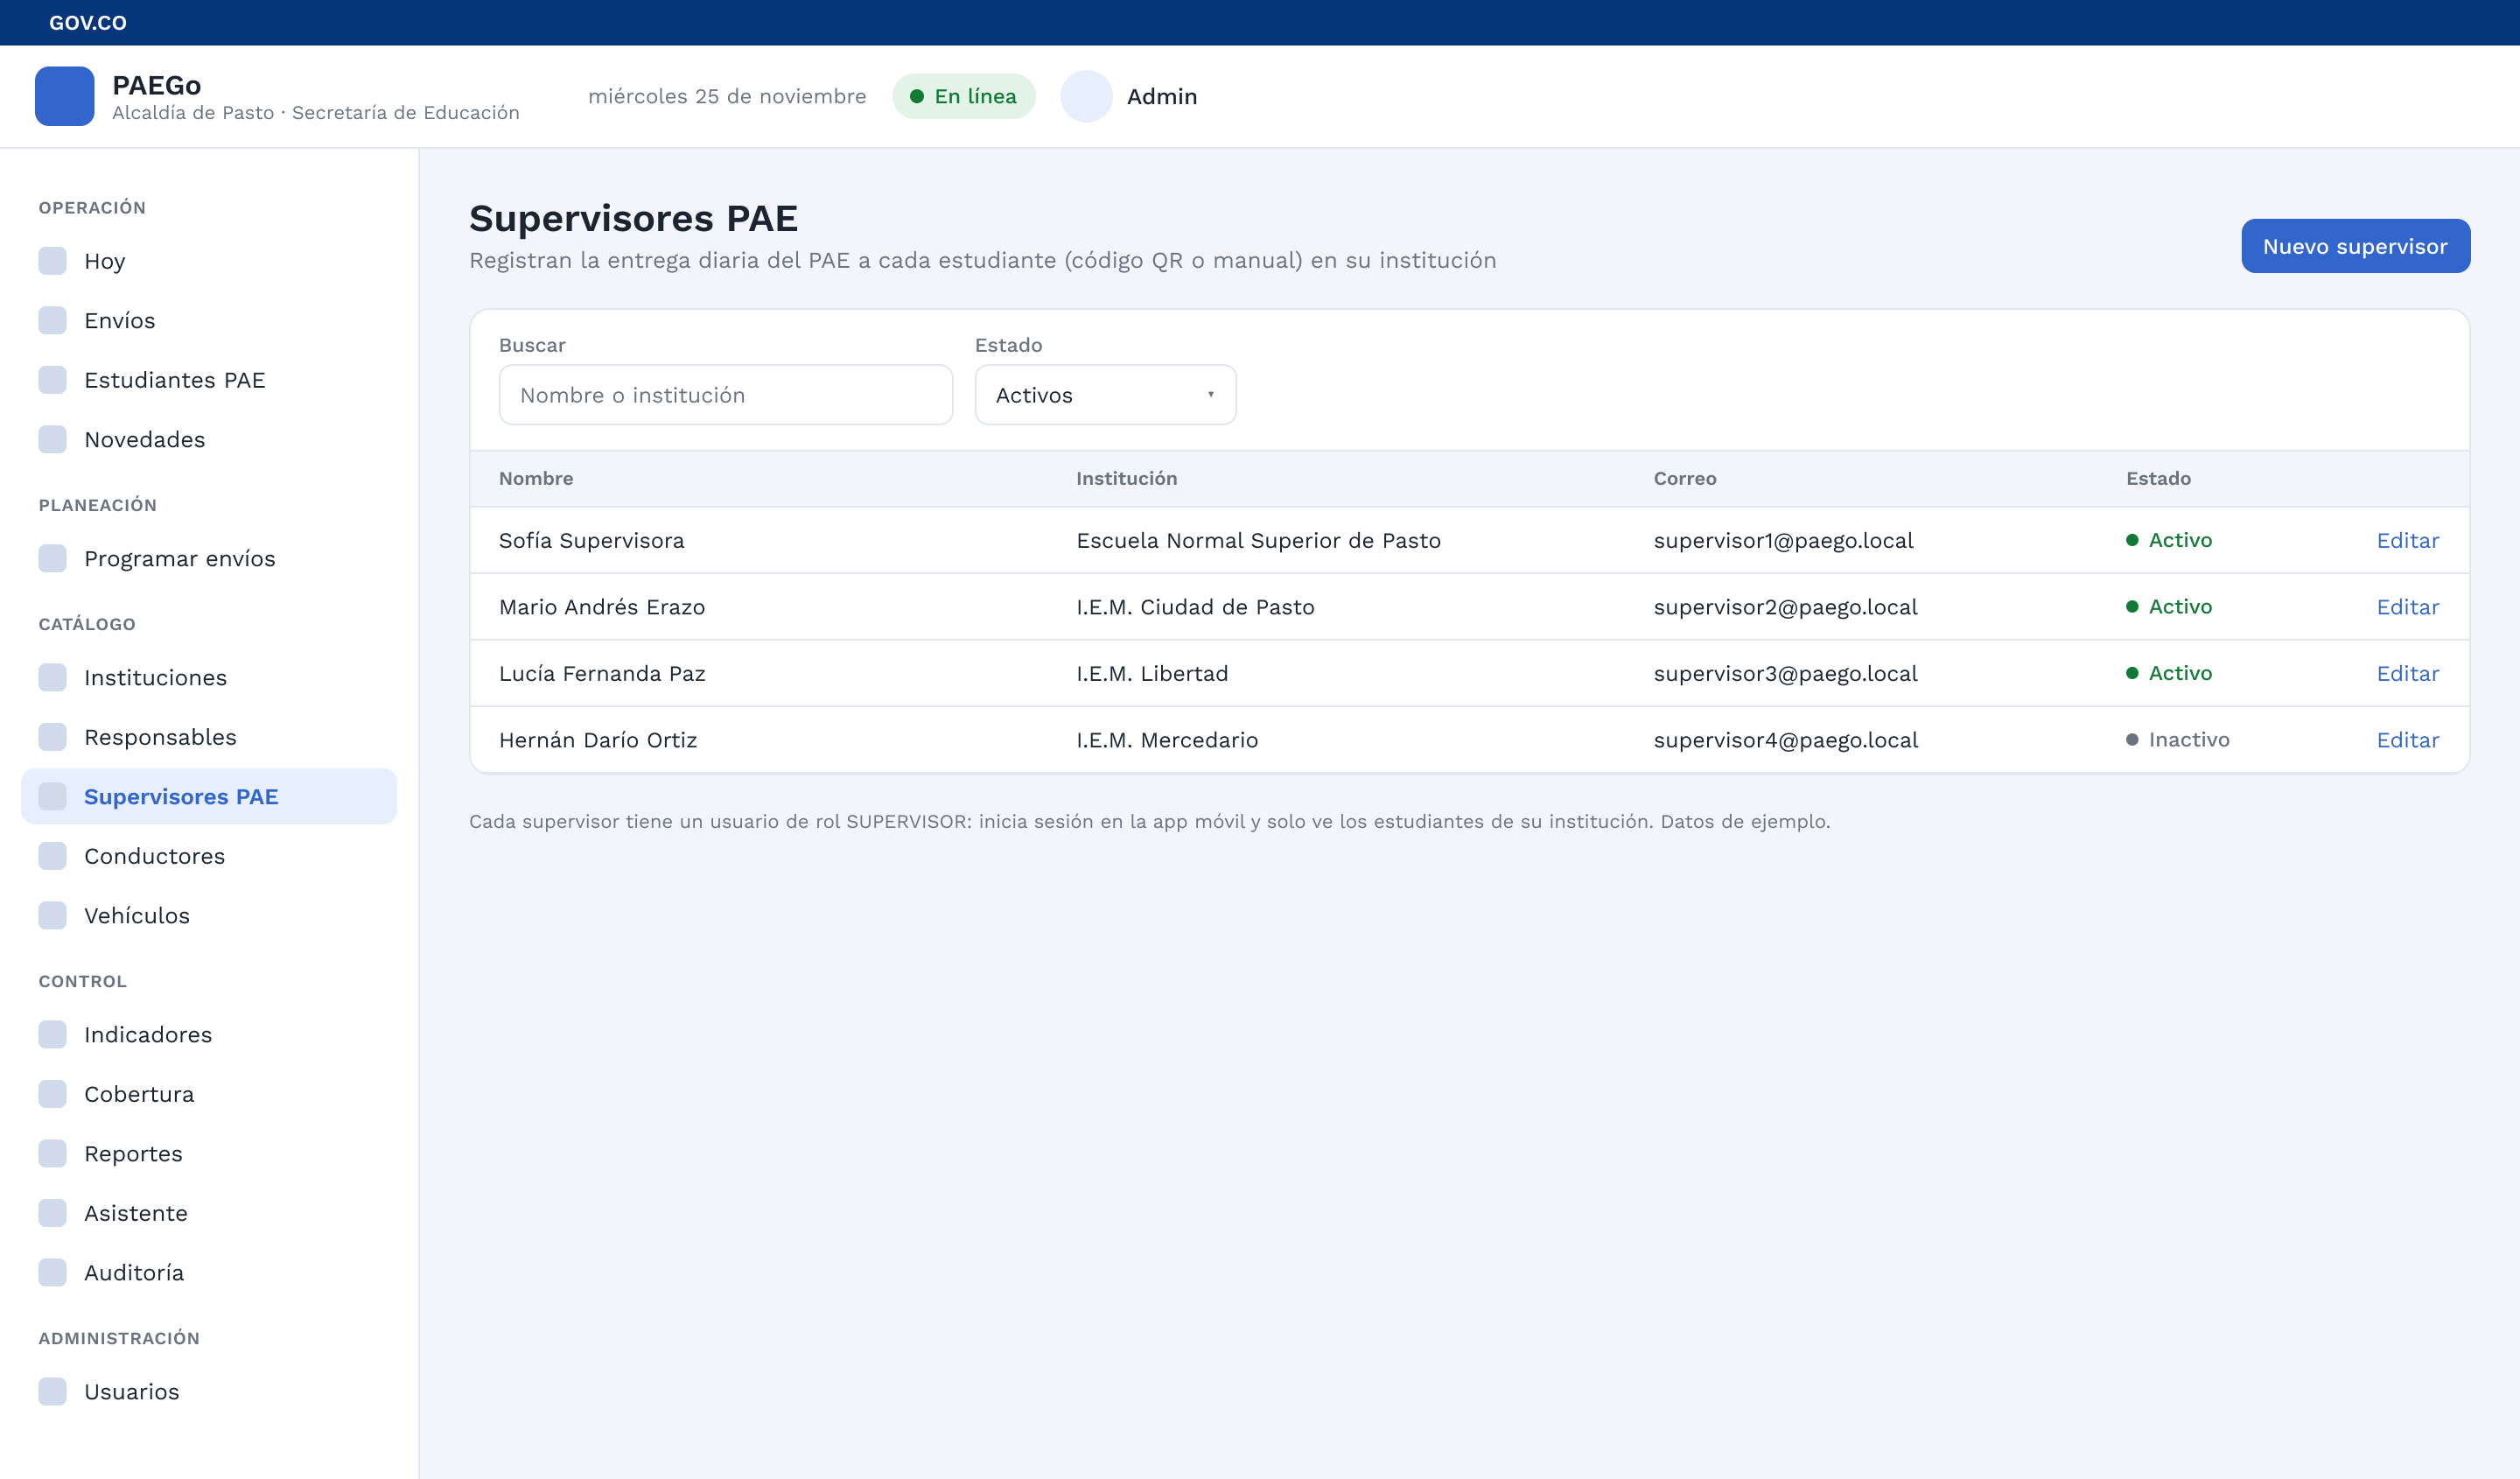 GOV.CO
PAEGo
Alcaldía de Pasto · Secretaría de Educación
miércoles 25 de noviembre
En línea
Admin
OPERACIÓN
Hoy
Envíos
Estudiantes PAE
Novedades
PLANEACIÓN
Programar envíos
CATÁLOGO
Instituciones
Responsables
Supervisores PAE
Conductores
Vehículos
CONTROL
Indicadores
Cobertura
Reportes
Asistente
Auditoría
ADMINISTRACIÓN
Usuarios
Supervisores PAE
Registran la entrega diaria del PAE a cada estudiante (código QR o manual) en su institución
Nuevo supervisor
Buscar
Estado
Nombre o institución
Activos
Nombre Institución Correo Estado
Sofía Supervisora Escuela Normal Superior de Pasto supervisor1@paego.local Activo Editar
Mario Andrés Erazo I.E.M. Ciudad de Pasto supervisor2@paego.local Activo Editar
Lucía Fernanda Paz I.E.M. Libertad supervisor3@paego.local Activo Editar
Hernán Darío Ortiz I.E.M. Mercedario supervisor4@paego.local Inactivo Editar
Cada supervisor tiene un usuario de rol SUPERVISOR: inicia sesión en la app móvil y solo ve los estudiantes de su institución. Datos de ejemplo.